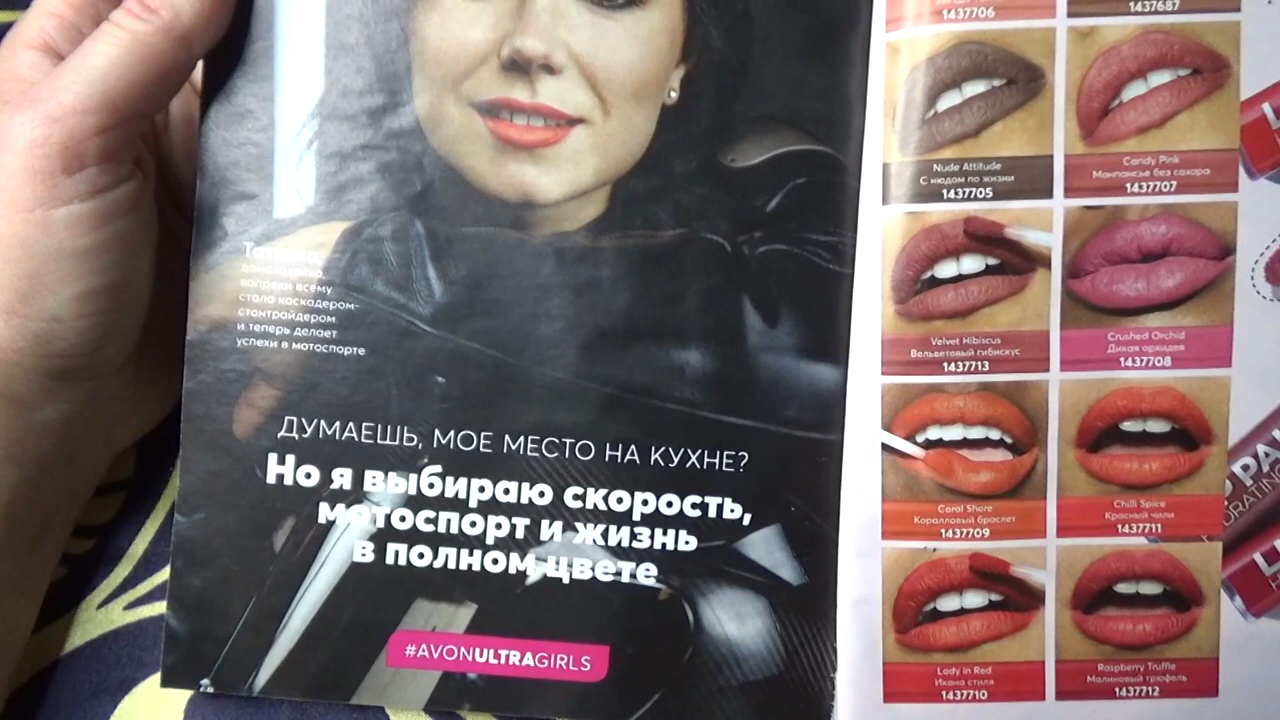 домохозяйка,
вопреки всему
стала каскадером-
стантрайдером
и теперь делает
успехи в мотоспорте
ДУМАЕШЬ, МОЕ МЕСТО НА КУХНЕ?
Но я выбираю скорость,
мотоспорт и жизнь
в полном цвете
#AVONULTRAGIRLS
1437706
1437687
Nude Attitude
С нюдом по жизни
1437705
Candy Pink
Монпансье без сахара
1437707
Velvet Hibiscus
Вельветовый гибискус
1437713
Crushed Orchid
Дикая орхидея
1437708
Coral Shore
Коралловый браслет
1437709
Chilli Spice
Красный чили
1437711
Lady in Red
Икона стиля
1437710
Raspberry Truffle
Малиновый трюфель
1437712